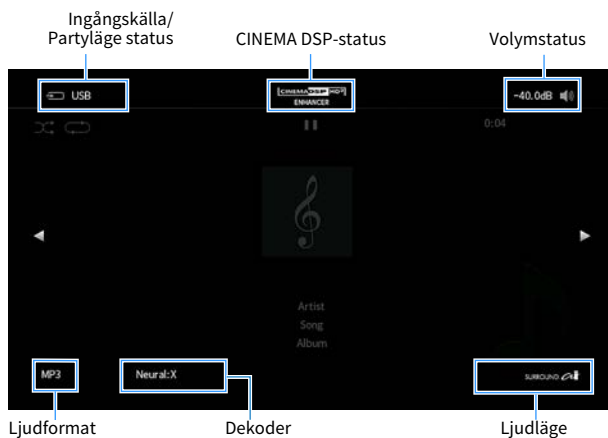 Ingångskälla/
Partyläge status
CINEMA DSP-status
Volymstatus
USB
CINEMA DSP HD³
ENHANCER
-40.0dB
0:04
Artist
Song
Album
MP3
Neural:X
SURROUND AI
Ljudformat
Dekoder
Ljudläge